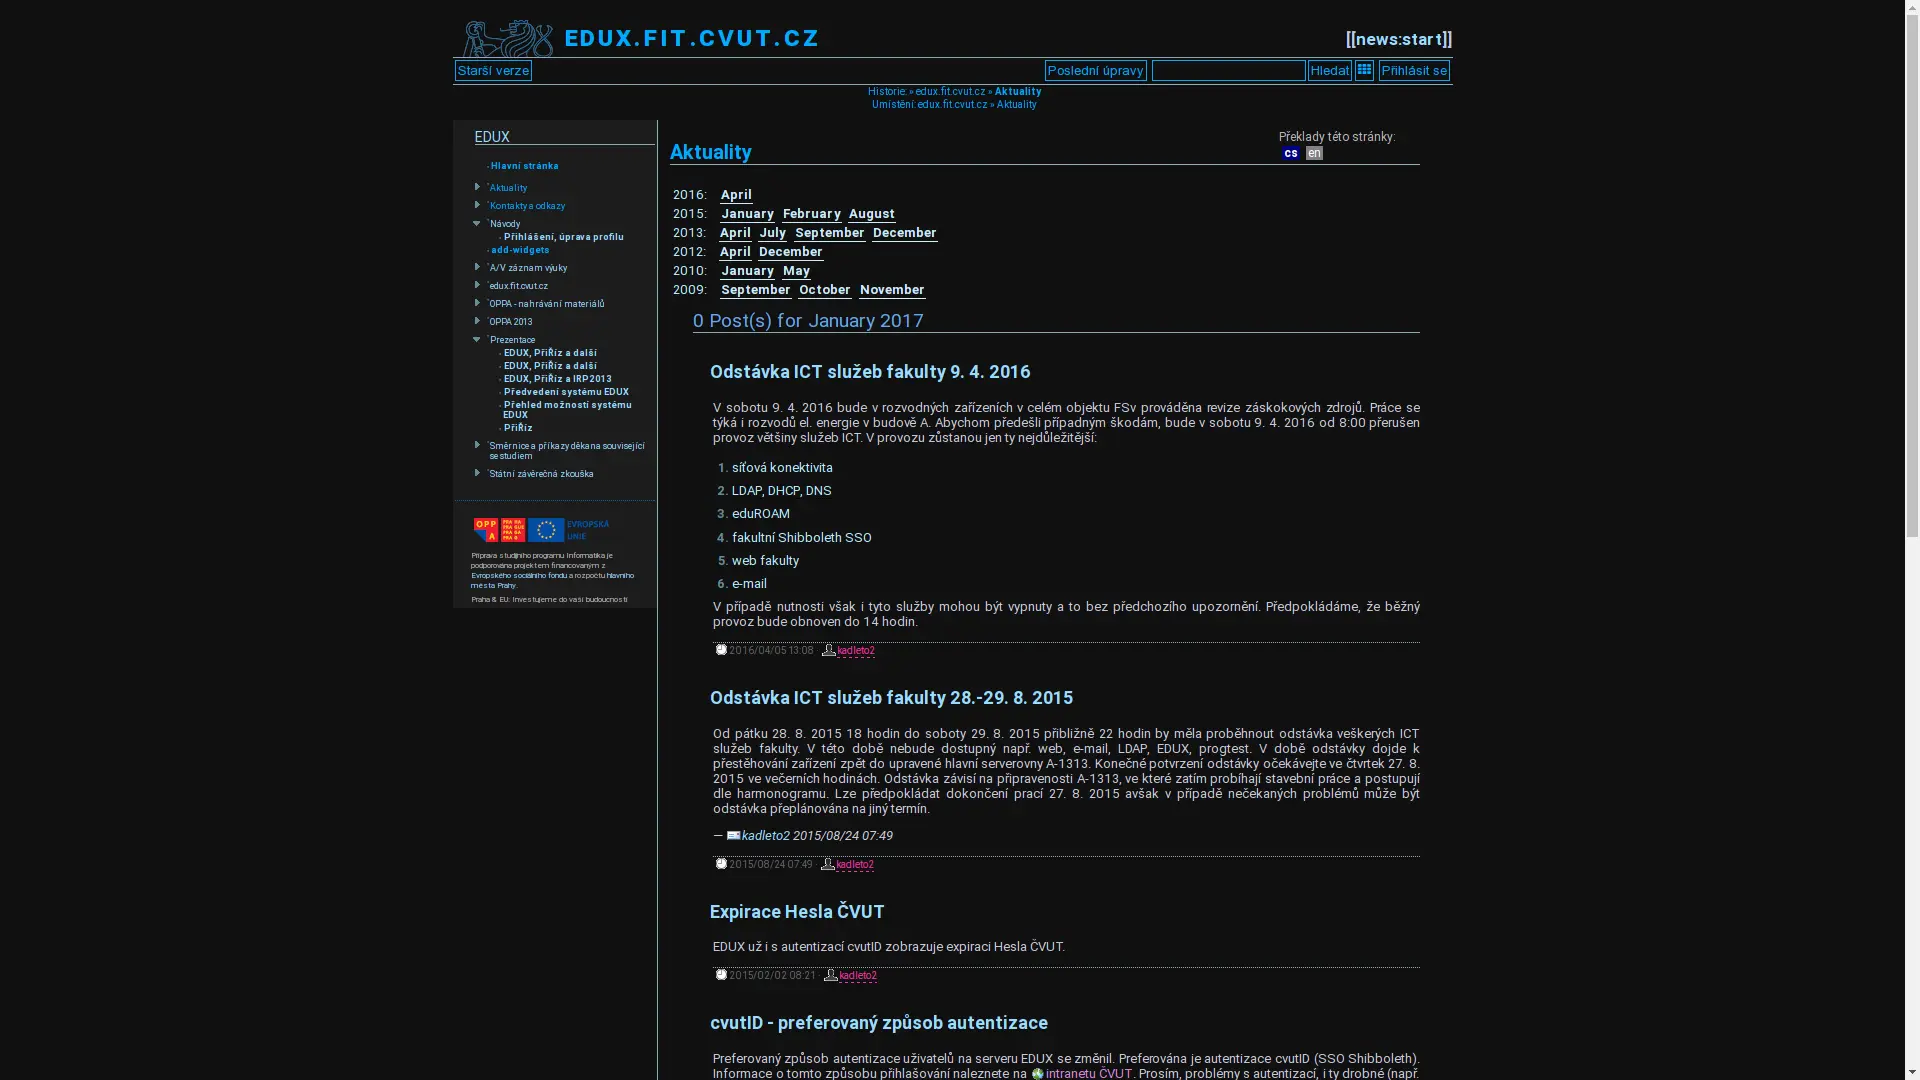 EDUX.FIT.CVUT.CZ
[[news:start]]
Starší verze
Poslední úpravy
Hledat
Přihlásit se
Historie: » edux.fit.cvut.cz » Aktuality
Umístění: edux.fit.cvut.cz » Aktuality
EDUX
Hlavní stránka
Aktuality
Kontakty a odkazy
Návody
Přihlášení, úprava profilu
add-widgets
A/V záznam výuky
edux.fit.cvut.cz
OPPA - nahrávání materiálů
OPPA 2013
Prezentace
EDUX, PřiŘíz a další
EDUX, PřiŘíz a další
EDUX, PřiŘíz a IRP2013
Předvedení systému EDUX
Přehled možností systému
EDUX
PřiŘíz
Směrnice a příkazy děkana související
se studiem
Státní závěrečná zkouška
OPP
A
PRA HA
PRA GUE
PRA GA
PRA G
EVROPSKÁ
UNIE
Příprava studijního programu Informatika je
podporována projektem financovaným z
Evropského sociálního fondu a rozpočtu hlavního
města Prahy.
Praha & EU: Investujeme do vaší budoucnosti
Překlady této stránky:
cs en
Aktuality
2016: April
2015: January February August
2013: April July September December
2012: April December
2010: January May
2009: September October November
0 Post(s) for January 2017
Odstávka ICT služeb fakulty 9. 4. 2016
V sobotu 9. 4. 2016 bude v rozvodných zařízeních v celém objektu FSv prováděna revize záskokových zdrojů. Práce se
týká i rozvodů el. energie v budově A. Abychom předešli případným škodám, bude v sobotu 9. 4. 2016 od 8:00 přerušen
provoz většiny služeb ICT. V provozu zůstanou jen ty nejdůležitější:
1. síťová konektivita
2. LDAP, DHCP, DNS
3. eduROAM
4. fakultní Shibboleth SSO
5. web fakulty
6. e-mail
V případě nutnosti však i tyto služby mohou být vypnuty a to bez předchozího upozornění. Předpokládáme, že běžný
provoz bude obnoven do 14 hodin.
2016/04/05 13:08 · kadleto2
Odstávka ICT služeb fakulty 28.-29. 8. 2015
Od pátku 28. 8. 2015 18 hodin do soboty 29. 8. 2015 přibližně 22 hodin by měla proběhnout odstávka veškerých ICT
služeb fakulty. V této době nebude dostupný např. web, e-mail, LDAP, EDUX, progtest. V době odstávky dojde k
přestěhování zařízení zpět do upravené hlavní serverovny A-1313. Konečné potvrzení odstávky očekávejte ve čtvrtek 27. 8.
2015 ve večerních hodinách. Odstávka závisí na připravenosti A-1313, ve které zatím probíhají stavební práce a postupují
dle harmonogramu. Lze předpokládat dokončení prací 27. 8. 2015 avšak v případě nečekaných problémů může být
odstávka přeplánována na jiný termín.
— kadleto2 2015/08/24 07:49
2015/08/24 07:49 · kadleto2
Expirace Hesla ČVUT
EDUX už i s autentizací cvutID zobrazuje expiraci Hesla ČVUT.
2015/02/02 08:21 · kadleto2
cvutID - preferovaný způsob autentizace
Preferovaný způsob autentizace uživatelů na serveru EDUX se změnil. Preferována je autentizace cvutID (SSO Shibboleth).
Informace o tomto způsobu přihlašování naleznete na intranetu ČVUT. Prosím, problémy s autentizací, i ty drobné (např.